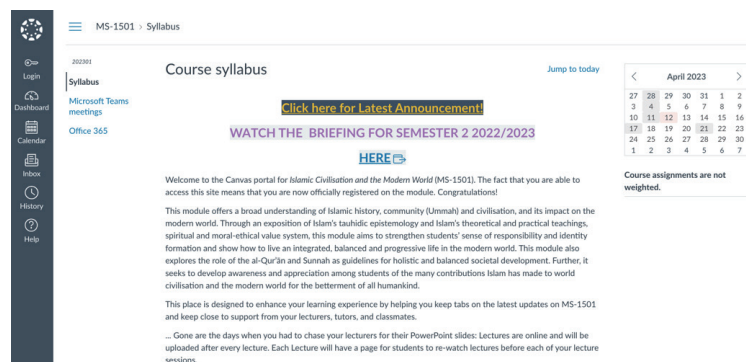 MS-1501 > Syllabus
Login
Dashboard
Calendar
Inbox
History
Help
202301
Syllabus
Microsoft Teams
meetings
Office 365
Course syllabus
Jump to today
Click here for Latest Announcement!
WATCH THE BRIEFING FOR SEMESTER 2 2022/2023
HERE
Welcome to the Canvas portal for Islamic Civilisation and the Modern World (MS-1501). The fact that you are able to
access this site means that you are now officially registered on the module. Congratulations!
This module offers a broad understanding of Islamic history, community (Ummah) and civilisation, and its impact on the
modern world. Through an exposition of Islam's tauhidic epistemology and Islam's theoretical and practical teachings,
spiritual and moral-ethical value system, this module aims to strengthen students' sense of responsibility and identity
formation and show how to live an integrated, balanced and progressive life in the modern world. This module also
explores the role of the al-Qur'ān and Sunnah as guidelines for holistic and balanced societal development. Further, it
seeks to develop awareness and appreciation among students of the many contributions Islam has made to world
civilisation and the modern world for the betterment of all humankind.
This place is designed to enhance your learning experience by helping you keep tabs on the latest updates on MS-1501
and keep close to support from your lecturers, tutors, and classmates.
... Gone are the days when you had to chase your lecturers for their PowerPoint slides: Lectures are online and will be
uploaded after every lecture. Each Lecture will have a page for students to re-watch lectures before each of your lecture
sessions.
April 2023
27 28 29 30 31 1 2
3 4 5 6 7 8 9
10 11 12 13 14 15 16
17 18 19 20 21 22 23
24 25 26 27 28 29 30
1 2 3 4 5 6 7
Course assignments are not
weighted.